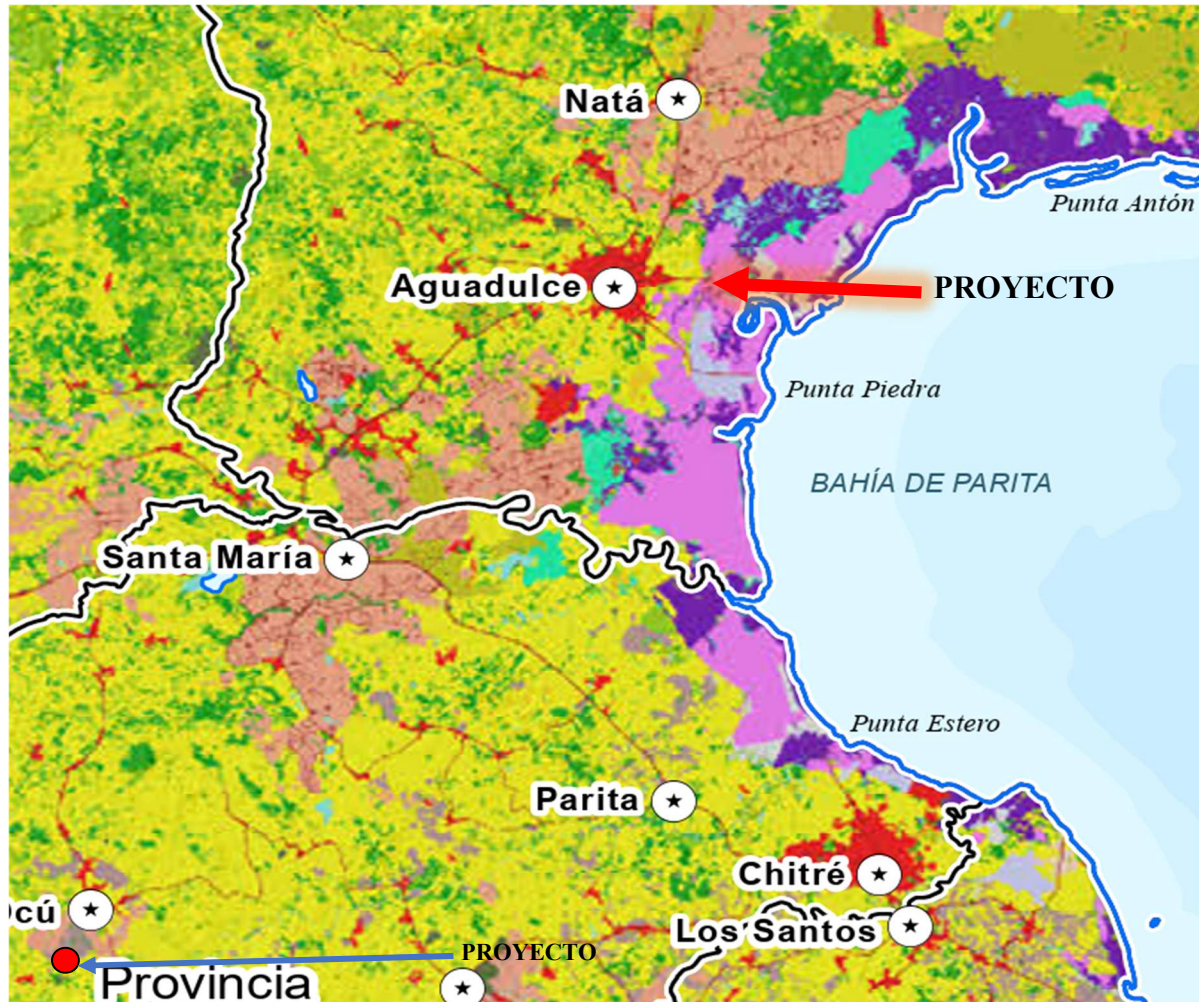 Natá
Punta Antón
Aguadulce
PROYECTO
Punta Piedra
BAHÍA DE PARITA
Santa María
Punta Estero
Parita
Chitré
cú
Los Santos
PROYECTO
Provincia